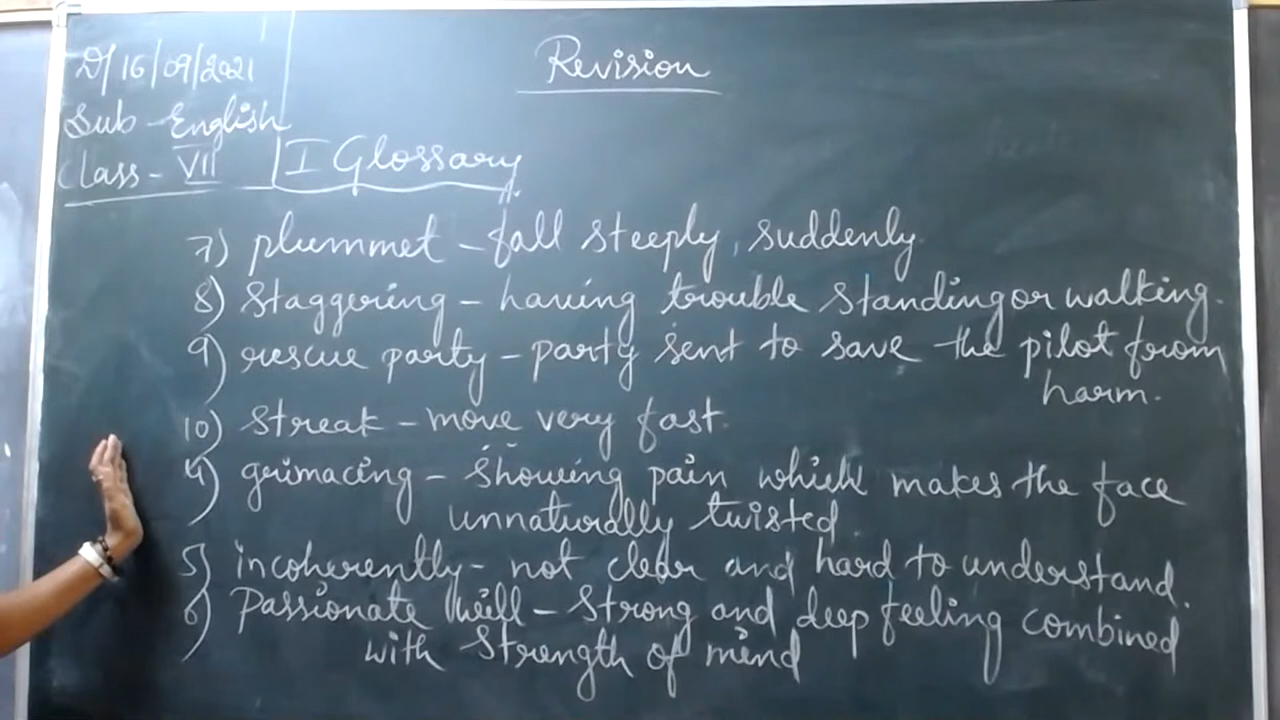 D/ 16/09/2021
Revision
Sub - English
Class - VII
I Glossary
7) plummet - fall steeply, suddenly
8) staggering - having trouble standing or walking.
9) rescue party - party sent to save the pilot from
harm.
10) streak - move very fast.
4) grimacing - showing pain which makes the face
unnaturally twisted.
5) incoherently - not clear and hard to understand.
6) Passionate will - strong and deep feeling combined
with strength of mind